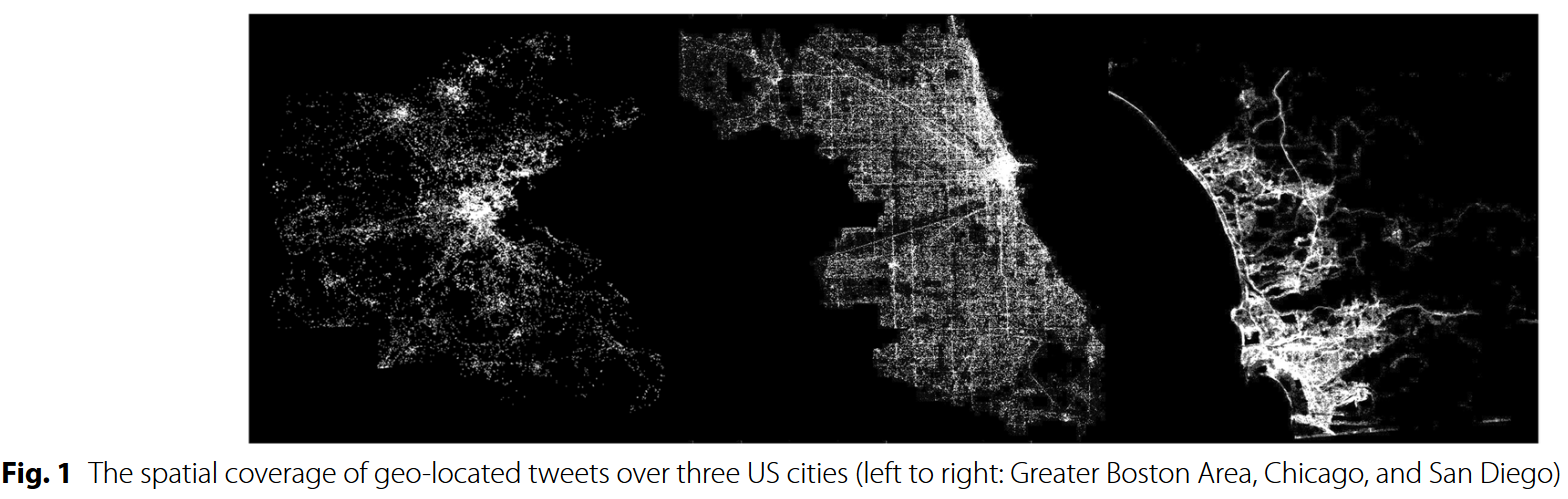 Fig. 1 The spatial coverage of geo-located tweets over three US cities (left to right: Greater Boston Area, Chicago, and San Diego)